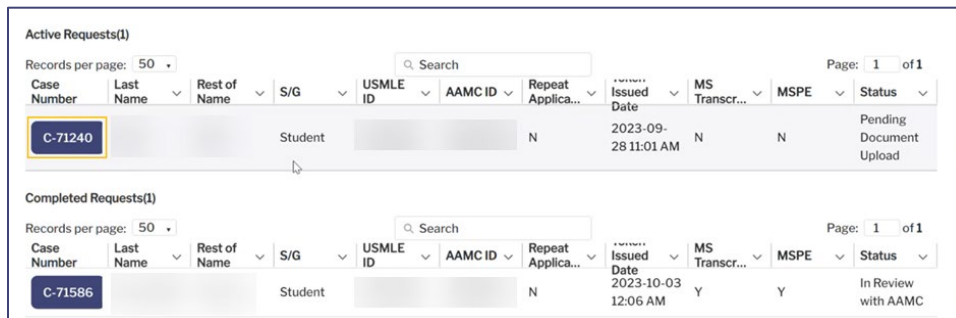 Active Requests(1)
Records per page: 50 Search Page: 1 of 1
Case Number Last Name Rest of Name S/G USMLE ID AAMC ID Repeat Applica... Token Issued Date MS Transcr... MSPE Status
C-71240 Student N 2023-09-28 11:01 AM N N Pending Document Upload
Completed Requests(1)
Records per page: 50 Search Page: 1 of 1
Case Number Last Name Rest of Name S/G USMLE ID AAMC ID Repeat Applica... Token Issued Date MS Transcr... MSPE Status
C-71586 Student N 2023-10-03 12:06 AM Y Y In Review with AAMC